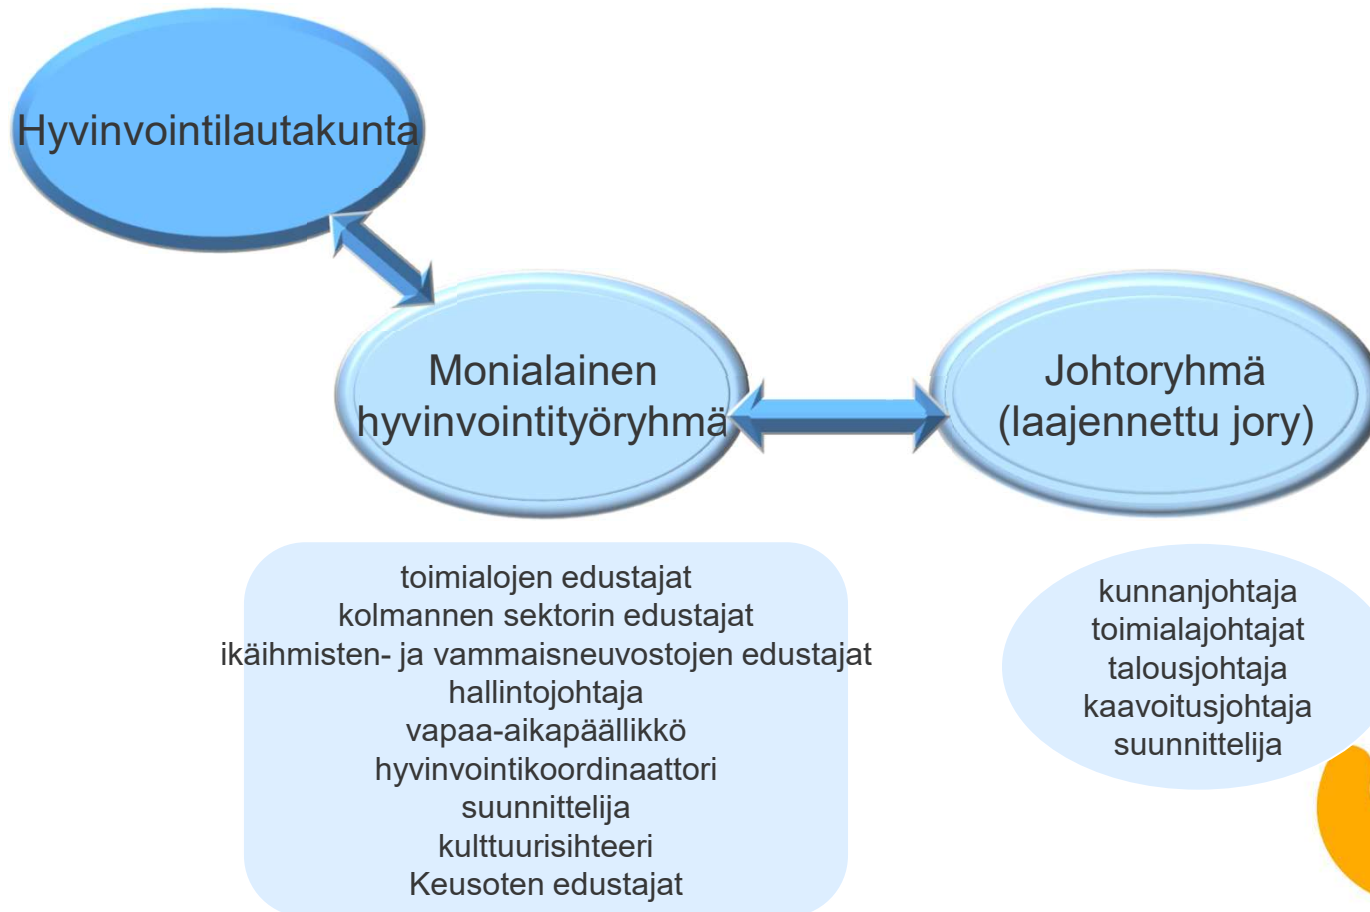 Hyvinvointilautakunta
Monialainen
hyvinvointityöryhmä
Johtoryhmä
(laajennettu jory)
toimialojen edustajat
kolmannen sektorin edustajat
ikäihmisten- ja vammaisneuvostojen edustajat
hallintojohtaja
vapaa-aikapäällikkö
hyvinvointikoordinaattori
suunnittelija
kulttuurisihteeri
Keusoten edustajat
kunnanjohtaja
toimialajohtajat
talousjohtaja
kaavoitusjohtaja
suunnittelija